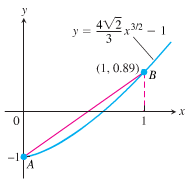 y
y = 4√2/3 x^3/2 − 1
(1, 0.89)
B
0
1
x
−1
A